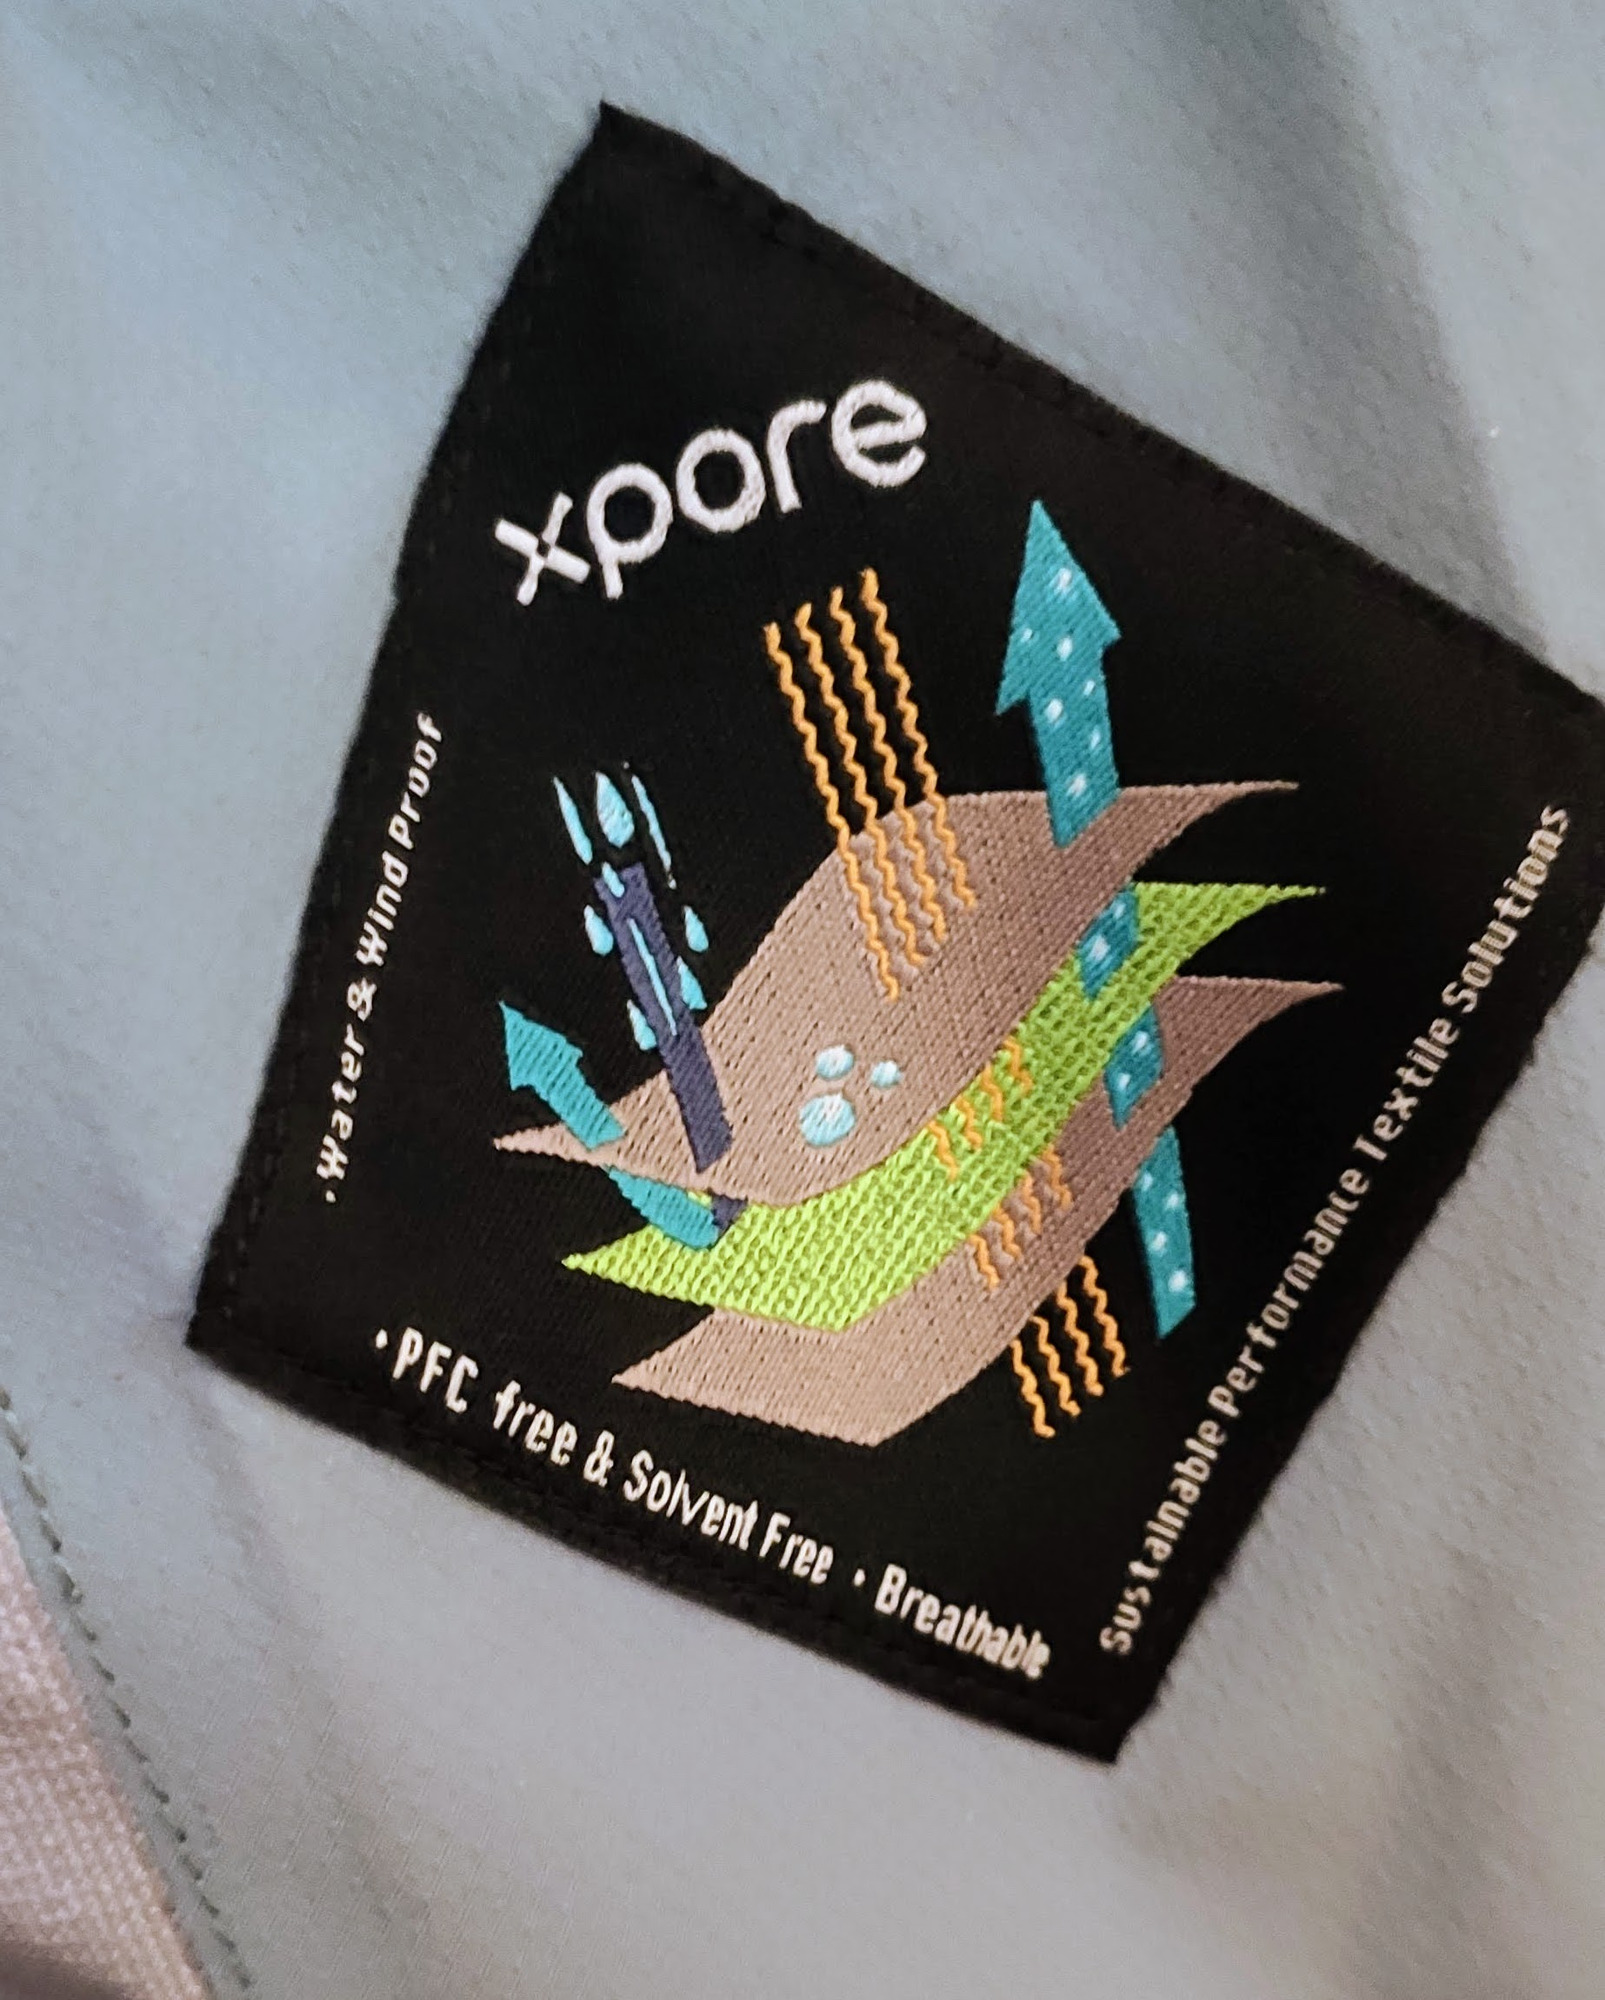 xpore
· Water & Wind Proof
· PFC free & Solvent Free · Breathable
Sustainable Performance Textile Solutions